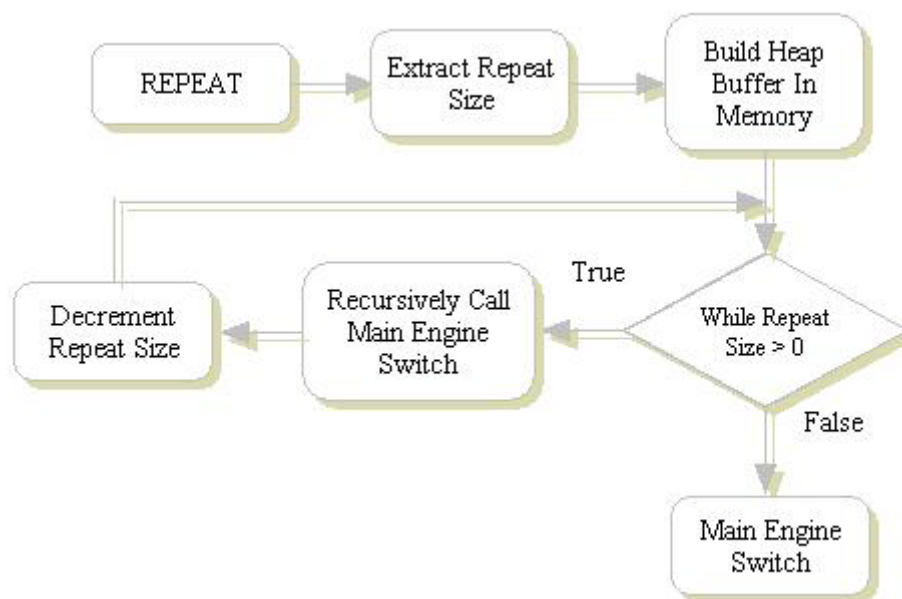 REPEAT
Extract Repeat
Size
Build Heap
Buffer In
Memory
While Repeat
Size > 0
True
Recursively Call
Main Engine
Switch
Decrement
Repeat Size
False
Main Engine
Switch